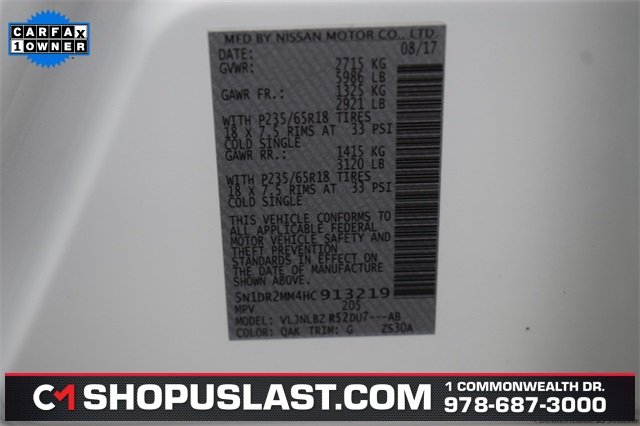 CARFAX
1 OWNER
MFD BY NISSAN MOTOR CO., LTD.
DATE: 08/17
GVWR: 2715 KG
5986 LB
GAWR FR.: 1325 KG
2921 LB
WITH P235/65R18 TIRES
18 X 7.5 RIMS AT 33 PSI
COLD SINGLE
GAWR RR.: 1415 KG
3120 LB
WITH P235/65R18 TIRES
18 X 7.5 RIMS AT 33 PSI
COLD SINGLE
THIS VEHICLE CONFORMS TO
ALL APPLICABLE FEDERAL
MOTOR VEHICLE SAFETY AND
THEFT PREVENTION
STANDARDS IN EFFECT ON
THE DATE OF MANUFACTURE
SHOWN ABOVE.
5N1DR2MM4HC913219
MPV 205
MODEL: VLJNLBZ R52DU7---AB
COLOR: QAK TRIM: G ZS30A
CM SHOPUSLAST.COM
1 COMMONWEALTH DR.
978-687-3000